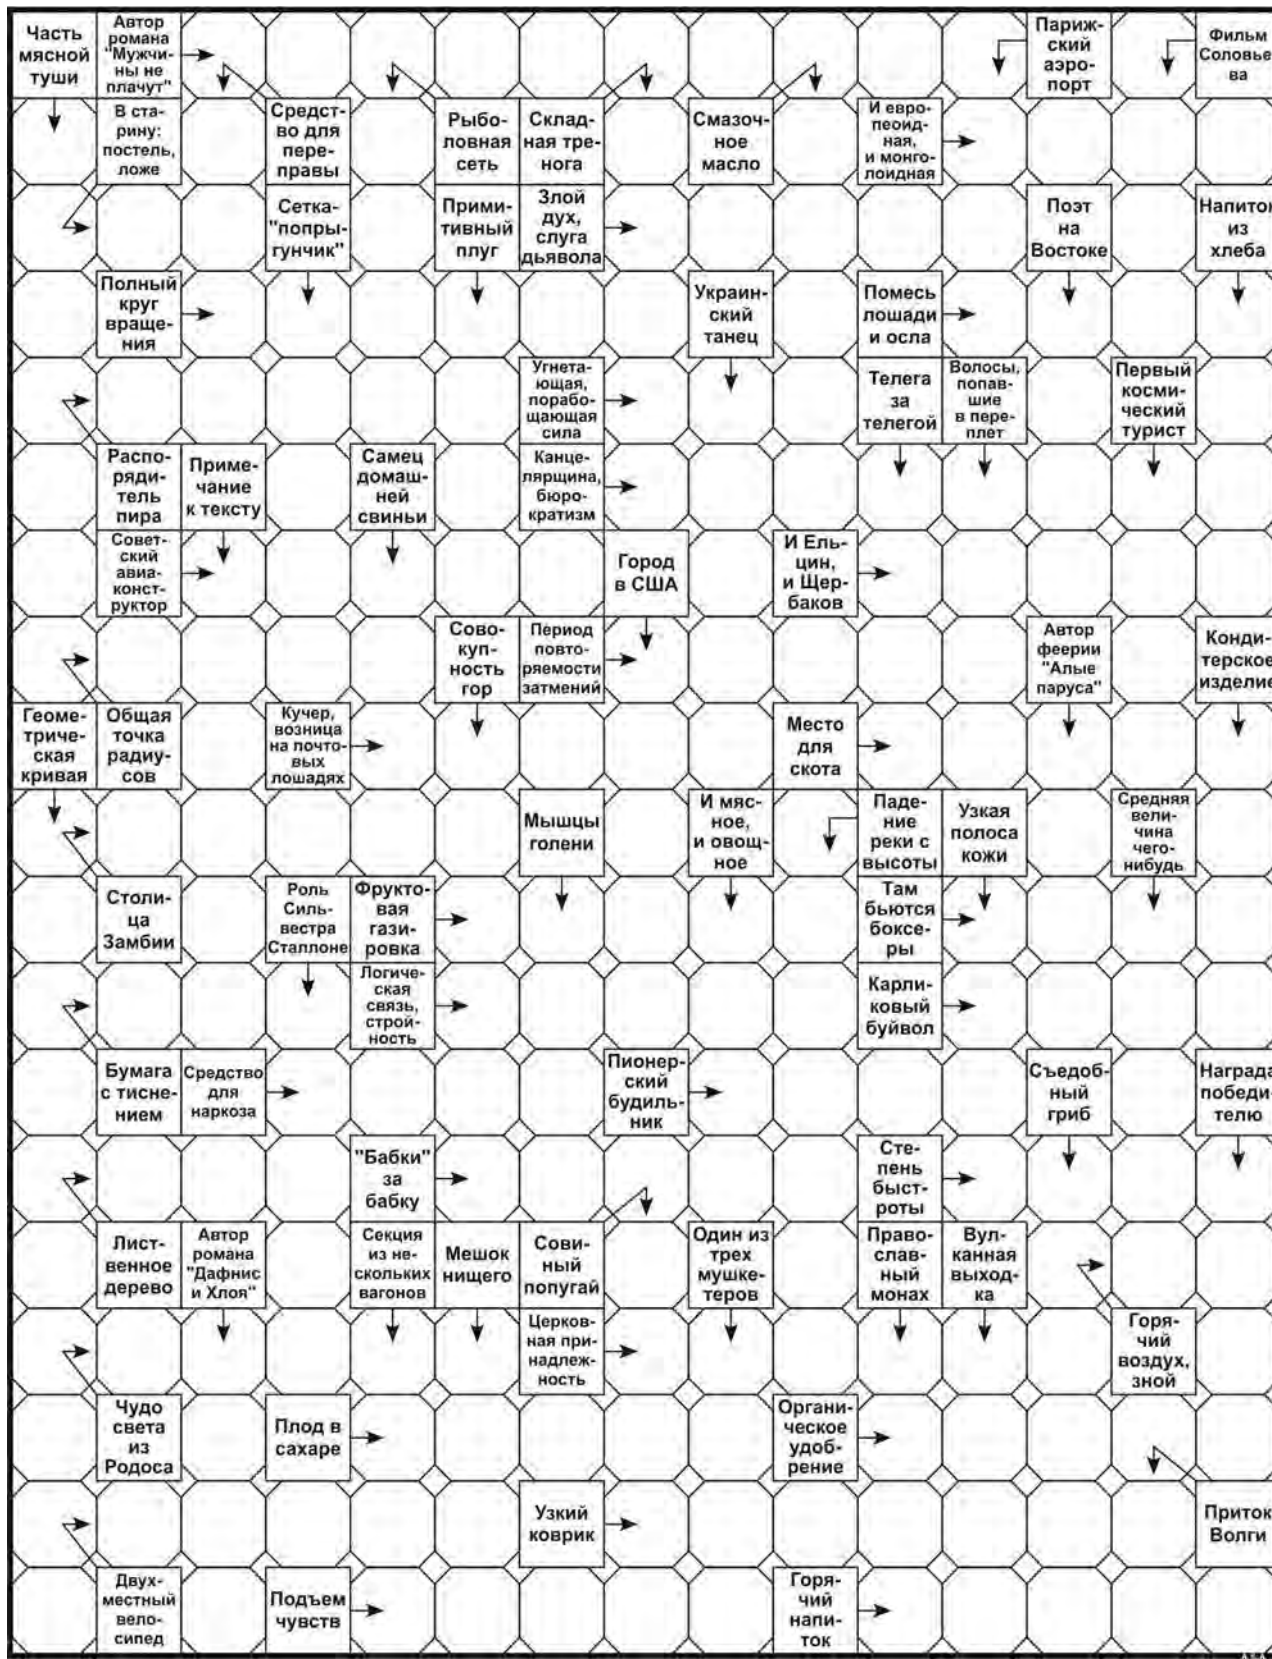 Часть
мясной
туши
Автор
романа
"Мужчи-
ны не
плачут"
Париж-
ский
аэро-
порт
Фильм
Соловье-
ва
В ста-
рину:
постель,
ложе
Средст-
во для
пере-
правы
Рыбо-
ловная
сеть
Склад-
ная тре-
нога
Смазоч-
ное
масло
И евро-
пеоид-
ная,
и монго-
лоидная
Сетка-
"попры-
гунчик"
Прими-
тивный
плуг
Злой
дух,
слуга
дьявола
Поэт
на
Востоке
Напиток
из
хлеба
Полный
круг
враще-
ния
Украин-
ский
танец
Помесь
лошади
и осла
Угнета-
ющая,
порабо-
щающая
сила
Телега
за
телегой
Волосы,
попав-
шие
в пере-
плет
Первый
косми-
ческий
турист
Распо-
ряди-
тель
пира
Приме-
чание
к тексту
Самец
домаш-
ней
свиньи
Канце-
лярщина,
бюро-
кратизм
Совет-
ский
авиа-
конст-
руктор
Город
в США
И Ель-
цин,
и Щер-
баков
Сово-
куп-
ность
гор
Период
повто-
ряемости
затмений
Автор
феерии
"Алые
паруса"
Конди-
терское
изделие
Геоме-
триче-
ская
кривая
Общая
точка
радиу-
сов
Кучер,
возница
на почто-
вых
лошадях
Место
для
скота
Мышцы
голени
И мяс-
ное,
и овощ-
ное
Паде-
ние
реки с
высоты
Узкая
полоса
кожи
Средняя
вели-
чина
чего-
нибудь
Столи-
ца
Замбии
Роль
Силь-
вестра
Сталлоне
Фрукто-
вая
гази-
ровка
Там
бьются
боксе-
ры
Логиче-
ская
связь,
строй-
ность
Карли-
ковый
буйвол
Бумага
с тисне-
нием
Средство
для
наркоза
Пионер-
ский
будиль-
ник
Съедоб-
ный
гриб
Награда
победи-
телю
"Бабки"
за
бабку
Сте-
пень
быст-
роты
Лист-
венное
дерево
Автор
романа
"Дафнис
и Хлоя"
Секция
из не-
скольких
вагонов
Мешок
нищего
Сови-
ный
попугай
Один из
трех
мушке-
теров
Право-
слав-
ный
монах
Вул-
канная
выход-
ка
Церков-
ная при-
надлеж-
ность
Горя-
чий
воздух,
зной
Чудо
света
из
Родоса
Плод в
сахаре
Органи-
ческое
удоб-
рение
Узкий
коврик
Приток
Волги
Двух-
местный
вело-
сипед
Подъем
чувств
Горя-
чий
напи-
ток